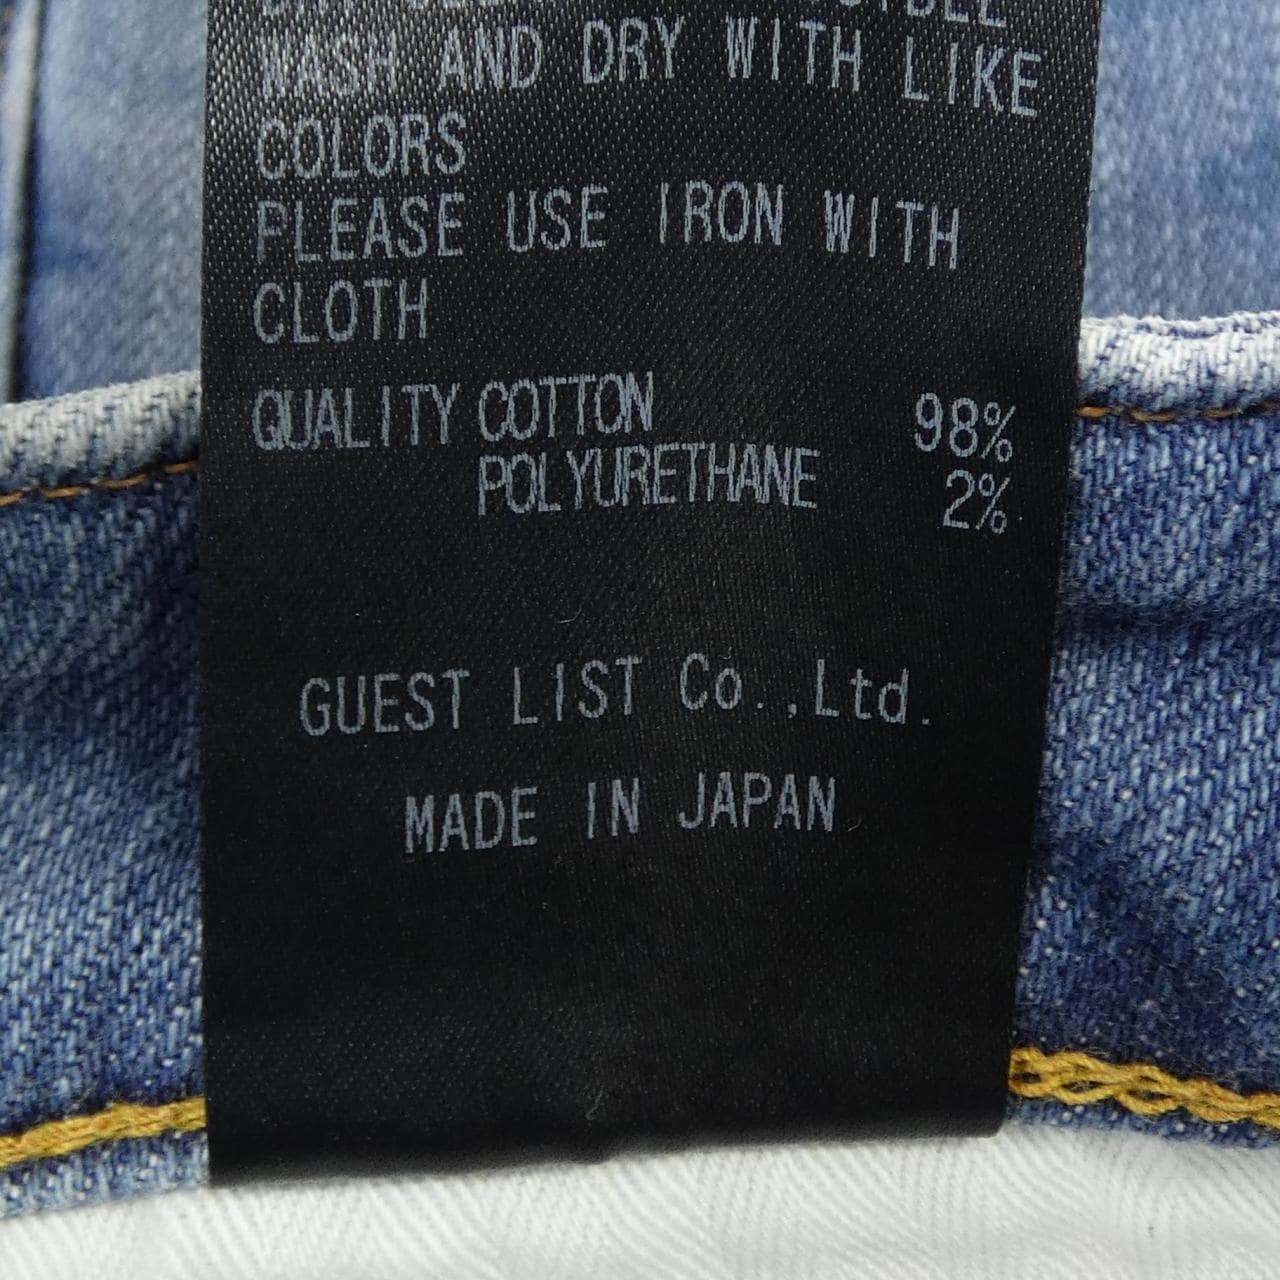 WASH AND DRY WITH LIKE
COLORS
PLEASE USE IRON WITH
CLOTH
QUALITY COTTON 98%
POLYURETHANE 2%
GUEST LIST Co.,Ltd.
MADE IN JAPAN